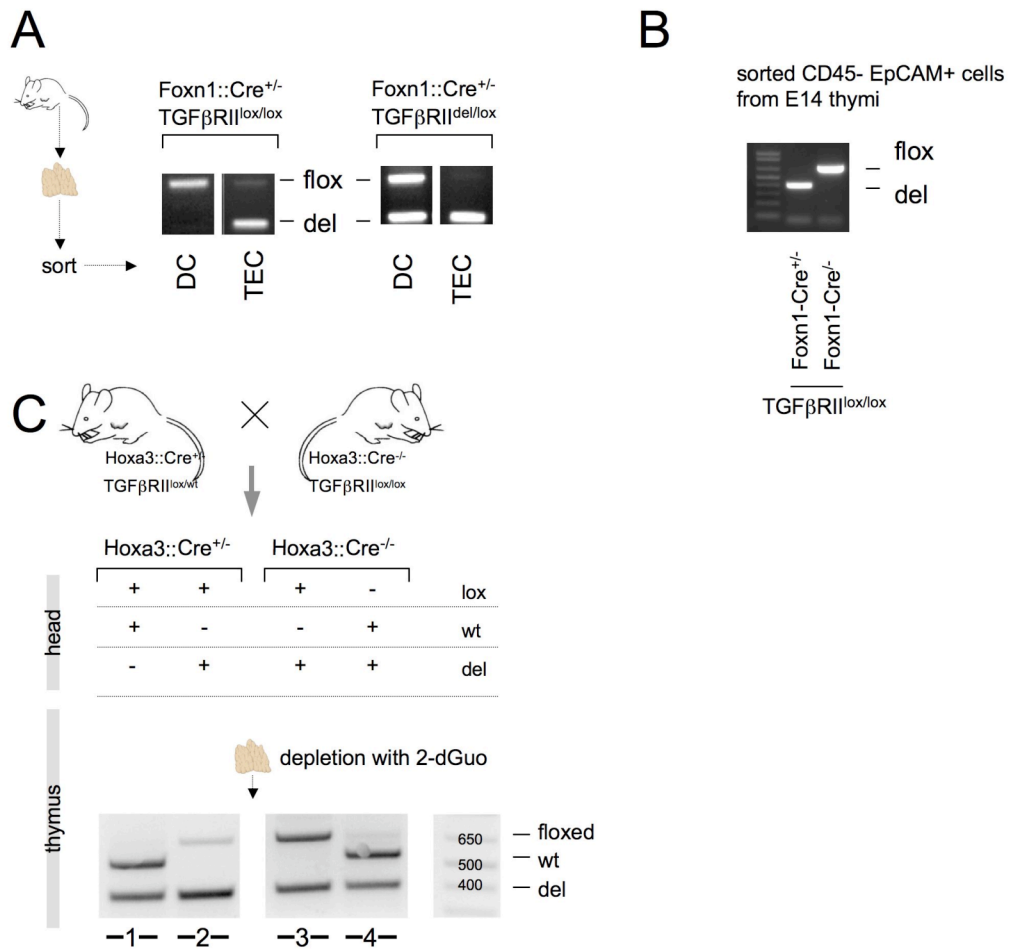 A
Foxn1::Cre+/-
TGFβRIIlox/lox
Foxn1::Cre+/-
TGFβRIIdel/lox
flox
del
sort
DC
TEC
DC
TEC
B
sorted CD45- EpCAM+ cells
from E14 thymi
flox
del
Foxn1-Cre+/-
Foxn1-Cre/-
TGFβRIIlox/lox
C
Hoxa3::Cre+/-
TGFβRIIlox/wt
Hoxa3::Cre-/-
TGFβRIIlox/lox
Hoxa3::Cre+/-
Hoxa3::Cre-/-
head
+ + + - lox
+ - - + wt
- + + + del
thymus
depletion with 2-dGuo
650
500
400
floxed
wt
del
1 2 3 4